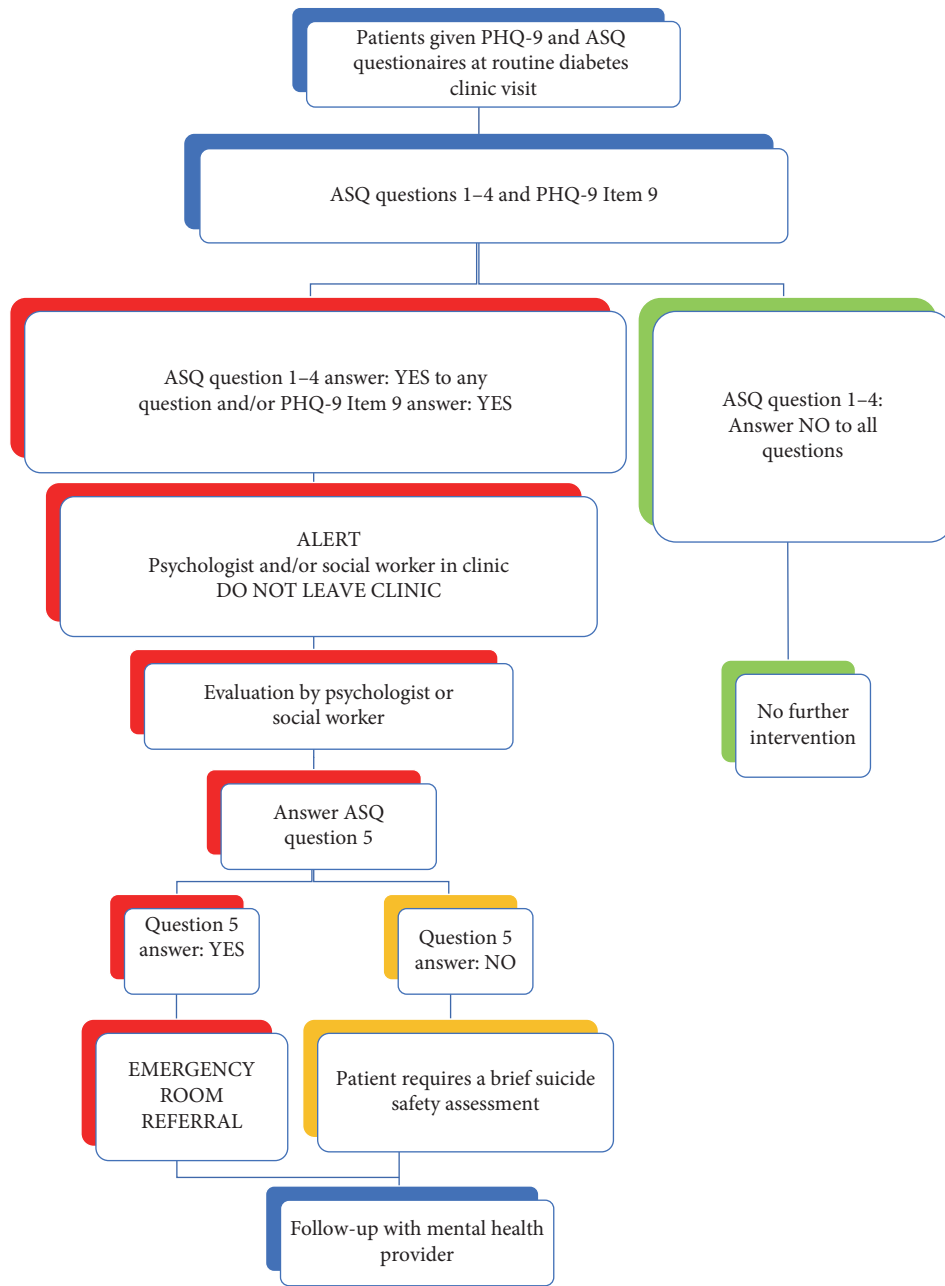 Patients given PHQ-9 and ASQ
questionaires at routine diabetes
clinic visit
ASQ questions 1–4 and PHQ-9 Item 9
ASQ question 1–4 answer: YES to any
question and/or PHQ-9 Item 9 answer: YES
ASQ question 1–4:
Answer NO to all
questions
ALERT
Psychologist and/or social worker in clinic
DO NOT LEAVE CLINIC
Evaluation by psychologist or
social worker
No further
intervention
Answer ASQ
question 5
Question 5
answer: YES
Question 5
answer: NO
EMERGENCY
ROOM
REFERRAL
Patient requires a brief suicide
safety assessment
Follow-up with mental health
provider